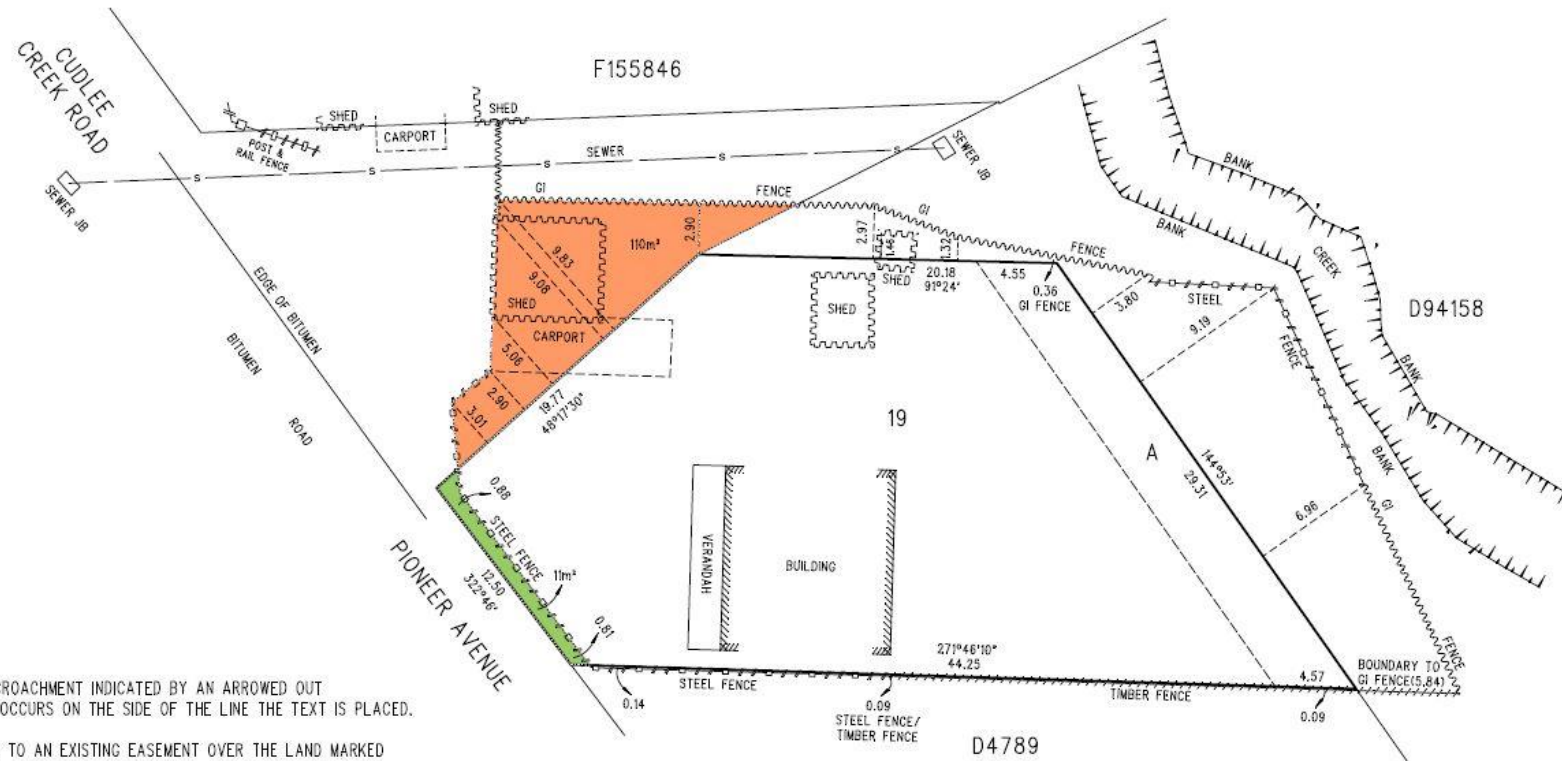 CUDLEE
CREEK ROAD
F155846
SHED
CARPORT
SHED
POST &
RAIL FENCE
SEWER JB
S
S
SEWER
S
S
SEWER JB
GI
FENCE
GI
FENCE
2.90
110m²
9.83
9.08
SHED
CARPORT
5.06
2.90
3.01
19.77
48°17'30"
2.97
1.46
1.32
SHED
20.18
91°24'
4.55
0.36
GI FENCE
SHED
3.80
STEEL
FENCE
9.19
BANK
BANK
CREEK
BANK
BANK
D94158
EDGE OF BITUMEN
BITUMEN
ROAD
19
A
144°53'
29.31
6.96
GI
FENCE
0.88
STEEL FENCE
11m²
12.50
322°46'
0.81
PIONEER AVENUE
VERANDAH
BUILDING
271°46'10"
44.25
4.57
BOUNDARY TO
GI FENCE(5.84)
STEEL FENCE
TIMBER FENCE
0.14
0.09
STEEL FENCE/
TIMBER FENCE
0.09
D4789
CROACHMENT INDICATED BY AN ARROWED OUT
OCCURS ON THE SIDE OF THE LINE THE TEXT IS PLACED.
TO AN EXISTING EASEMENT OVER THE LAND MARKED